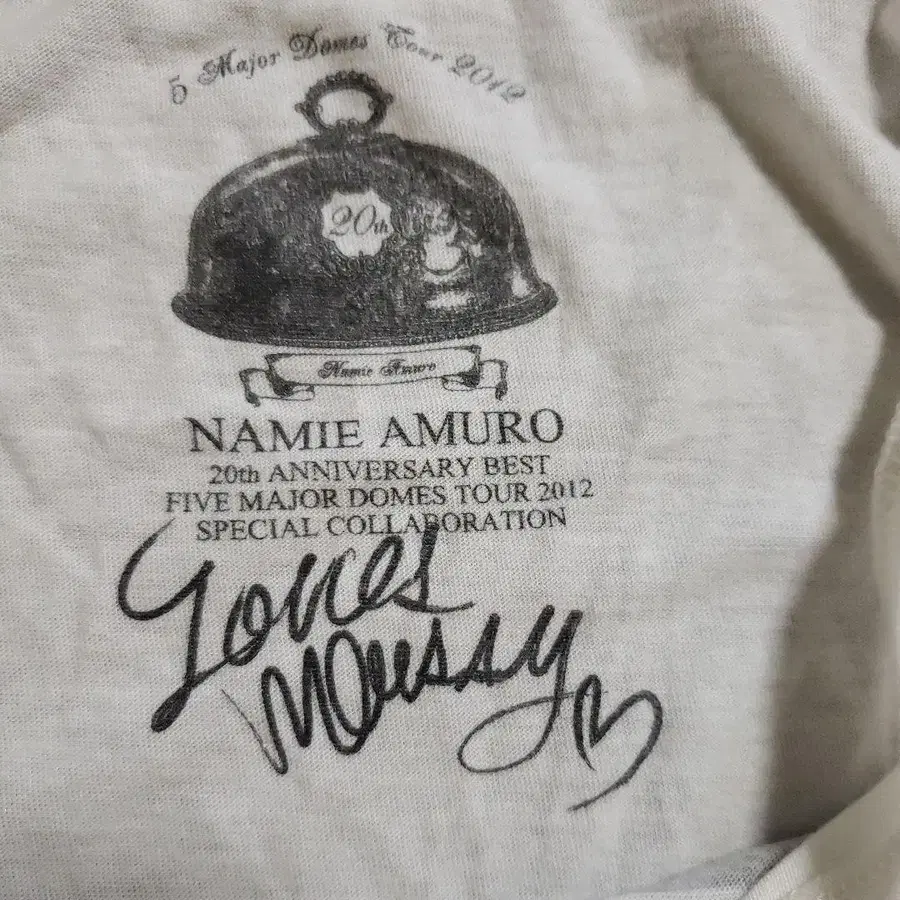 5 Major Domes Tour 2012
20th
Namie Amuro
NAMIE AMURO
20th ANNIVERSARY BEST
FIVE MAJOR DOMES TOUR 2012
SPECIAL COLLABORATION
Moussy